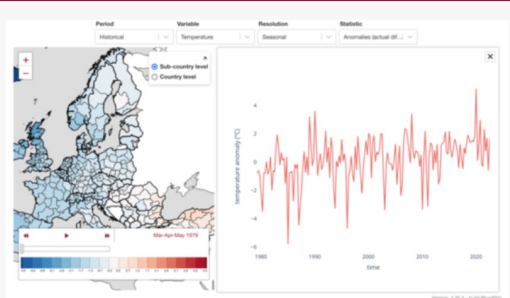 Period
Variable
Resolution
Statistic
Historical
Temperature
Seasonal
Anomalies (actual dif...
+
−
×
Sub-country level
Country level
Mar-Apr-May 1979
×
temperature anomaly (°C)
4
2
0
−2
−4
−6
1980
1990
2000
2010
2020
time